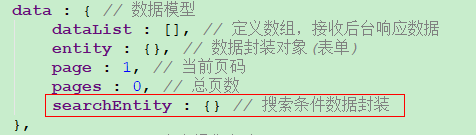 data : { // 数据模型
dataList : [], // 定义数组，接收后台响应数据
entity : {}, // 数据封装对象(表单)
page : 1, // 当前页码
pages : 0, // 总页数
searchEntity : {} // 搜索条件数据封装
},